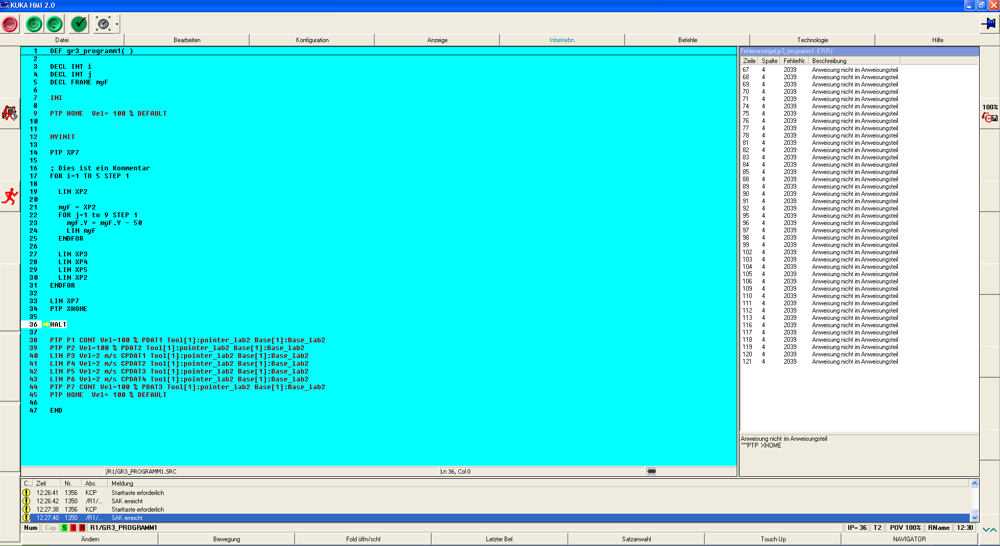 KUKA HMI 2.0
STOP
Datei Bearbeiten Konfiguration Anzeige Inbetriebn. Befehle Technologie Hilfe
1 DEF gr3_programm1( )
2
3 DECL INT i
4 DECL INT j
5 DECL FRAME myF
6
7 INI
8
9 PTP HOME  Vel= 100 % DEFAULT
10
11
12 MYINIT
13
14 PTP XP7
15
16 ; Dies ist ein Kommentar
17 FOR i=1 TO 5 STEP 1
18
19 LIN XP2
20
21 myF = XP2
22 FOR j=1 to 9 STEP 1
23 myF.Y = myF.Y - 50
24 LIN myF
25 ENDFOR
26
27 LIN XP3
28 LIN XP4
29 LIN XP5
30 LIN XP2
31 ENDFOR
32
33 LIN XP7
34 PTP XHOME
35
36 HALT
37
38 PTP P1 CONT Vel=100 % PDAT1 Tool[1]:pointer_lab2 Base[1]:Base_lab2
39 PTP P2 Vel=100 % PDAT2 Tool[1]:pointer_lab2 Base[1]:Base_lab2
40 LIN P3 Vel=2 m/s CPDAT1 Tool[1]:pointer_lab2 Base[1]:Base_lab2
41 LIN P4 Vel=2 m/s CPDAT2 Tool[1]:pointer_lab2 Base[1]:Base_lab2
42 LIN P5 Vel=2 m/s CPDAT3 Tool[1]:pointer_lab2 Base[1]:Base_lab2
43 LIN P6 Vel=2 m/s CPDAT4 Tool[1]:pointer_lab2 Base[1]:Base_lab2
44 PTP P7 CONT Vel=100 % PDAT3 Tool[1]:pointer_lab2 Base[1]:Base_lab2
45 PTP HOME  Vel= 100 % DEFAULT
46
47 END
/R1/GR3_PROGRAMM1.SRC Ln 36, Col 0
Fehleranzeige(gr3_programm1.ERR)
Zeile Spalte FehlerNr. Beschreibung
67 4 2039 Anweisung nicht im Anweisungsteil
68 4 2039 Anweisung nicht im Anweisungsteil
69 4 2039 Anweisung nicht im Anweisungsteil
70 4 2039 Anweisung nicht im Anweisungsteil
71 4 2039 Anweisung nicht im Anweisungsteil
74 4 2039 Anweisung nicht im Anweisungsteil
75 4 2039 Anweisung nicht im Anweisungsteil
76 4 2039 Anweisung nicht im Anweisungsteil
77 4 2039 Anweisung nicht im Anweisungsteil
78 4 2039 Anweisung nicht im Anweisungsteil
81 4 2039 Anweisung nicht im Anweisungsteil
82 4 2039 Anweisung nicht im Anweisungsteil
83 4 2039 Anweisung nicht im Anweisungsteil
84 4 2039 Anweisung nicht im Anweisungsteil
85 4 2039 Anweisung nicht im Anweisungsteil
88 4 2039 Anweisung nicht im Anweisungsteil
89 4 2039 Anweisung nicht im Anweisungsteil
90 4 2039 Anweisung nicht im Anweisungsteil
91 4 2039 Anweisung nicht im Anweisungsteil
92 4 2039 Anweisung nicht im Anweisungsteil
95 4 2039 Anweisung nicht im Anweisungsteil
96 4 2039 Anweisung nicht im Anweisungsteil
97 4 2039 Anweisung nicht im Anweisungsteil
98 4 2039 Anweisung nicht im Anweisungsteil
99 4 2039 Anweisung nicht im Anweisungsteil
102 4 2039 Anweisung nicht im Anweisungsteil
103 4 2039 Anweisung nicht im Anweisungsteil
104 4 2039 Anweisung nicht im Anweisungsteil
105 4 2039 Anweisung nicht im Anweisungsteil
106 4 2039 Anweisung nicht im Anweisungsteil
109 4 2039 Anweisung nicht im Anweisungsteil
110 4 2039 Anweisung nicht im Anweisungsteil
111 4 2039 Anweisung nicht im Anweisungsteil
112 4 2039 Anweisung nicht im Anweisungsteil
113 4 2039 Anweisung nicht im Anweisungsteil
116 4 2039 Anweisung nicht im Anweisungsteil
117 4 2039 Anweisung nicht im Anweisungsteil
118 4 2039 Anweisung nicht im Anweisungsteil
119 4 2039 Anweisung nicht im Anweisungsteil
120 4 2039 Anweisung nicht im Anweisungsteil
121 4 2039 Anweisung nicht im Anweisungsteil
Anweisung nicht im Anweisungsteil
***PTP XHOME
100%
100
C... Zeit Nr. Abs. Meldung
12:26:41 1356 KCP Starttaste erforderlich
12:26:42 1350 /R1/... SAK erreicht
12:27:38 1356 KCP Starttaste erforderlich
12:27:40 1350 /R1/... SAK erreicht
Num Cap S I R R1/GR3_PROGRAMM1 IP= 36 T2 POV 100% RName 12:30
Ändern Bewegung Fold öffn/schl Letzter Bef. Satzanwahl Touch Up NAVIGATOR